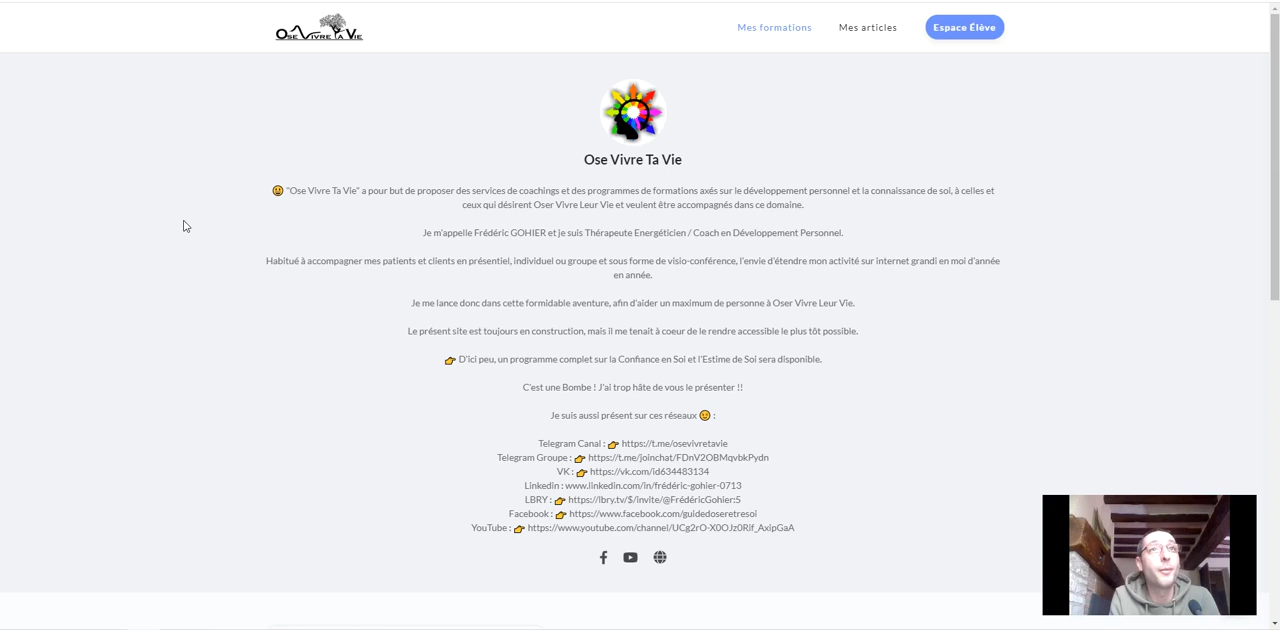 OSE VIVRE TA VIE
Mes formations
Mes articles
Espace Élève
Ose Vivre Ta Vie
"Ose Vivre Ta Vie" a pour but de proposer des services de coachings et des programmes de formations axés sur le développement personnel et la connaissance de soi, à celles et
ceux qui désirent Oser Vivre Leur Vie et veulent être accompagnés dans ce domaine.
Je m'appelle Frédéric GOHIER et je suis Thérapeute Energéticien / Coach en Développement Personnel.
Habitué à accompagner mes patients et clients en présentiel, individuel ou groupe et sous forme de visio-conférence, l'envie d'étendre mon activité sur internet grandi en moi d'année
en année.
Je me lance donc dans cette formidable aventure, afin d'aider un maximum de personne à Oser Vivre Leur Vie.
Le présent site est toujours en construction, mais il me tenait à coeur de le rendre accessible le plus tôt possible.
👉 D'ici peu, un programme complet sur la Confiance en Soi et l'Estime de Soi sera disponible.
C'est une Bombe ! J'ai trop hâte de vous le présenter !!
Je suis aussi présent sur ces réseaux 😉 :
Telegram Canal : 👉 https://t.me/osevivretavie
Telegram Groupe : 👉 https://t.me/joinchat/FDnV2OBMqvbkPydn
VK : 👉 https://vk.com/id634483134
Linkedin : www.linkedin.com/in/frédéric-gohier-0713
LBRY : 👉 https://lbry.tv/$/invite/@FrédéricGohier:5
Facebook : 👉 https://www.facebook.com/guidedoseretresoi
YouTube : 👉 https://www.youtube.com/channel/UCg2rO-X0OJz0Rif_AxipGaA